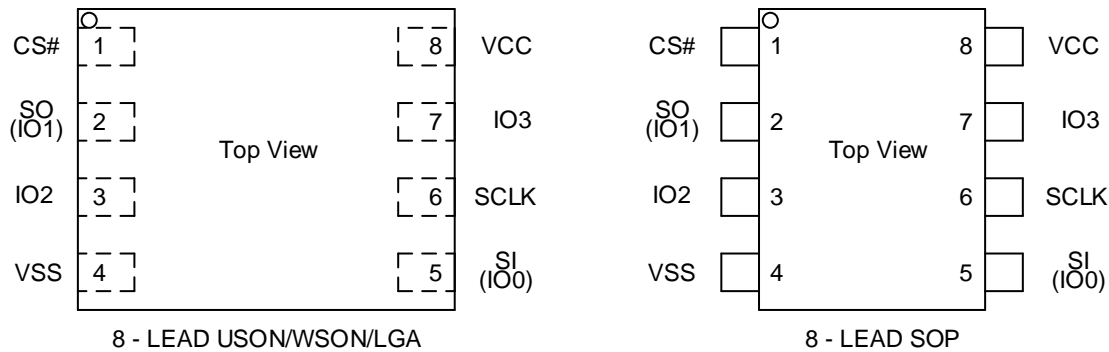 CS# 1 8 VCC
SO
(IO1) 2 7 IO3
Top View
IO2 3 6 SCLK
VSS 4 5 SI
(IO0)
8 - LEAD USON/WSON/LGA
CS# 1 8 VCC
SO
(IO1) 2 7 IO3
Top View
IO2 3 6 SCLK
VSS 4 5 SI
(IO0)
8 - LEAD SOP